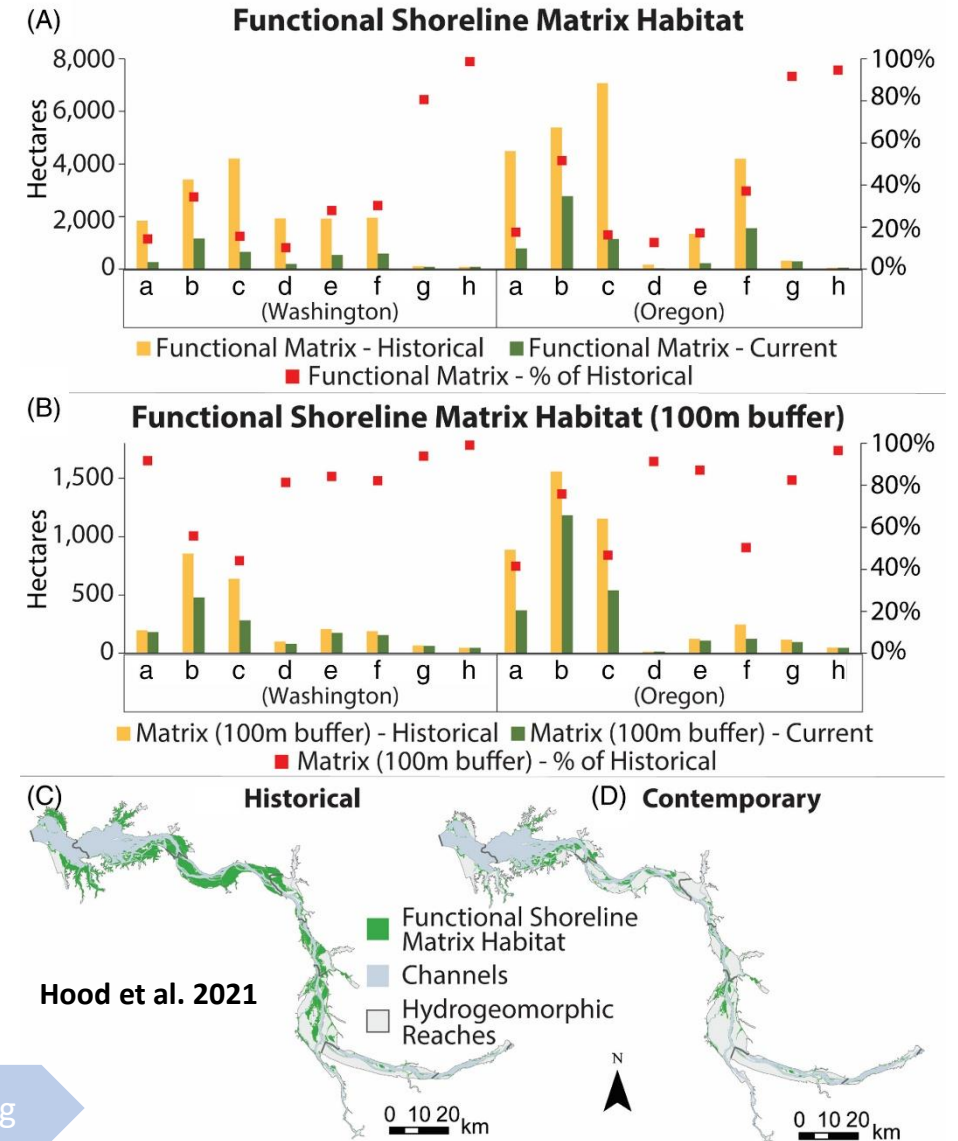 (A)
Functional Shoreline Matrix Habitat
8,000
6,000
4,000
2,000
0
Hectares
100%
80%
60%
40%
20%
0%
a b c d e f g h a b c d e f g h
(Washington) (Oregon)
Functional Matrix - Historical Functional Matrix - Current
Functional Matrix - % of Historical
(B)
Functional Shoreline Matrix Habitat (100m buffer)
1,500
1,000
500
0
Hectares
100%
80%
60%
40%
20%
0%
a b c d e f g h a b c d e f g h
(Washington) (Oregon)
Matrix (100m buffer) - Historical Matrix (100m buffer) - Current
Matrix (100m buffer) - % of Historical
(C) Historical (D) Contemporary
Functional Shoreline
Matrix Habitat
Channels
Hydrogeomorphic
Reaches
Hood et al. 2021
N
0 10 20 km
0 10 20 km